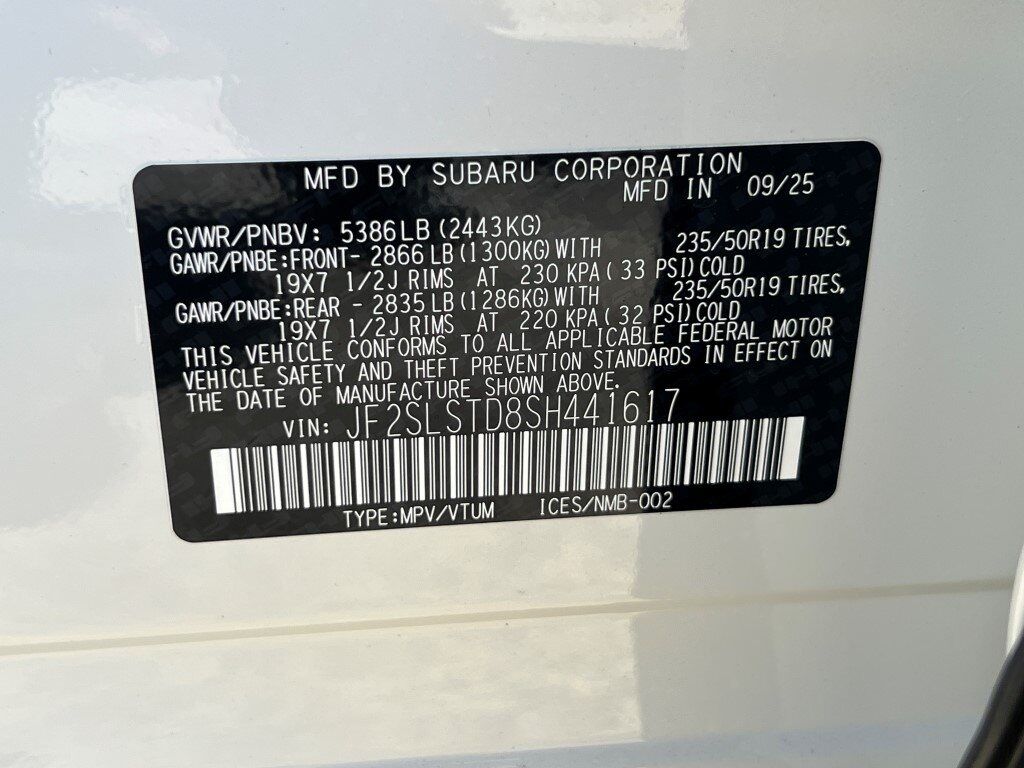 MFD BY SUBARU CORPORATION
MFD IN 09/25
GVWR/PNBV: 5386LB (2443KG)
GAWR/PNBE:FRONT- 2866 LB (1300KG) WITH 235/50R19 TIRES,
19X7 1/2J RIMS AT 230 KPA ( 33 PSI) COLD
GAWR/PNBE:REAR - 2835 LB (1286KG) WITH 235/50R19 TIRES,
19X7 1/2J RIMS AT 220 KPA ( 32 PSI) COLD
THIS VEHICLE CONFORMS TO ALL APPLICABLE FEDERAL MOTOR
VEHICLE SAFETY AND THEFT PREVENTION STANDARDS IN EFFECT ON
THE DATE OF MANUFACTURE SHOWN ABOVE.
VIN: JF2SLSTD8SH441617
TYPE:MPV/VTUM ICES/NMB-002